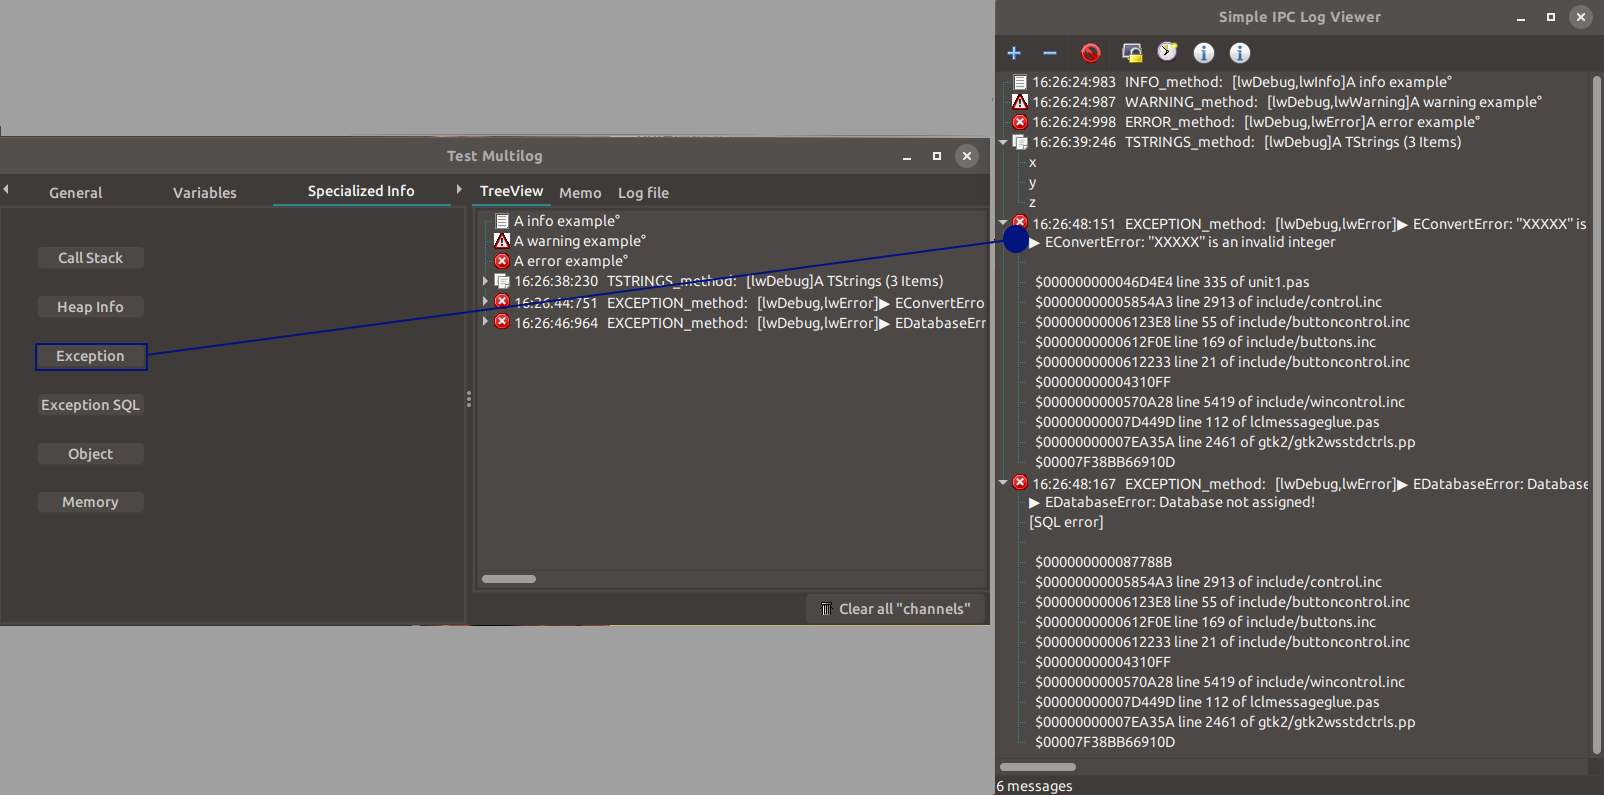 Test Multilog
General
Variables
Specialized Info
TreeView
Memo
Log file
Call Stack
Heap Info
Exception
Exception SQL
Object
Memory
A info example°
A warning example°
A error example°
16:26:38:230 TSTRINGS_method: [lwDebug]A TStrings (3 Items)
16:26:44:751 EXCEPTION_method: [lwDebug,lwError]▶ EConvertErro
16:26:46:964 EXCEPTION_method: [lwDebug,lwError]▶ EDatabaseErr
Clear all "channels"
Simple IPC Log Viewer
16:26:24:983 INFO_method: [lwDebug,lwInfo]A info example°
16:26:24:987 WARNING_method: [lwDebug,lwWarning]A warning example°
16:26:24:998 ERROR_method: [lwDebug,lwError]A error example°
16:26:39:246 TSTRINGS_method: [lwDebug]A TStrings (3 Items)
x
y
z
16:26:48:151 EXCEPTION_method: [lwDebug,lwError]▶ EConvertError: "XXXXX" is
▶ EConvertError: "XXXXX" is an invalid integer
$000000000046D4E4 line 335 of unit1.pas
$00000000005854A3 line 2913 of include/control.inc
$00000000006123E8 line 55 of include/buttoncontrol.inc
$0000000000612F0E line 169 of include/buttons.inc
$0000000000612233 line 21 of include/buttoncontrol.inc
$00000000004310FF
$0000000000570A28 line 5419 of include/wincontrol.inc
$00000000007D449D line 112 of lclmessageglue.pas
$00000000007EA35A line 2461 of gtk2/gtk2wsstdctrls.pp
$00007F38BB66910D
16:26:48:167 EXCEPTION_method: [lwDebug,lwError]▶ EDatabaseError: Database
▶ EDatabaseError: Database not assigned!
[SQL error]
$000000000087788B
$00000000005854A3 line 2913 of include/control.inc
$00000000006123E8 line 55 of include/buttoncontrol.inc
$0000000000612F0E line 169 of include/buttons.inc
$0000000000612233 line 21 of include/buttoncontrol.inc
$00000000004310FF
$0000000000570A28 line 5419 of include/wincontrol.inc
$00000000007D449D line 112 of lclmessageglue.pas
$00000000007EA35A line 2461 of gtk2/gtk2wsstdctrls.pp
$00007F38BB66910D
6 messages